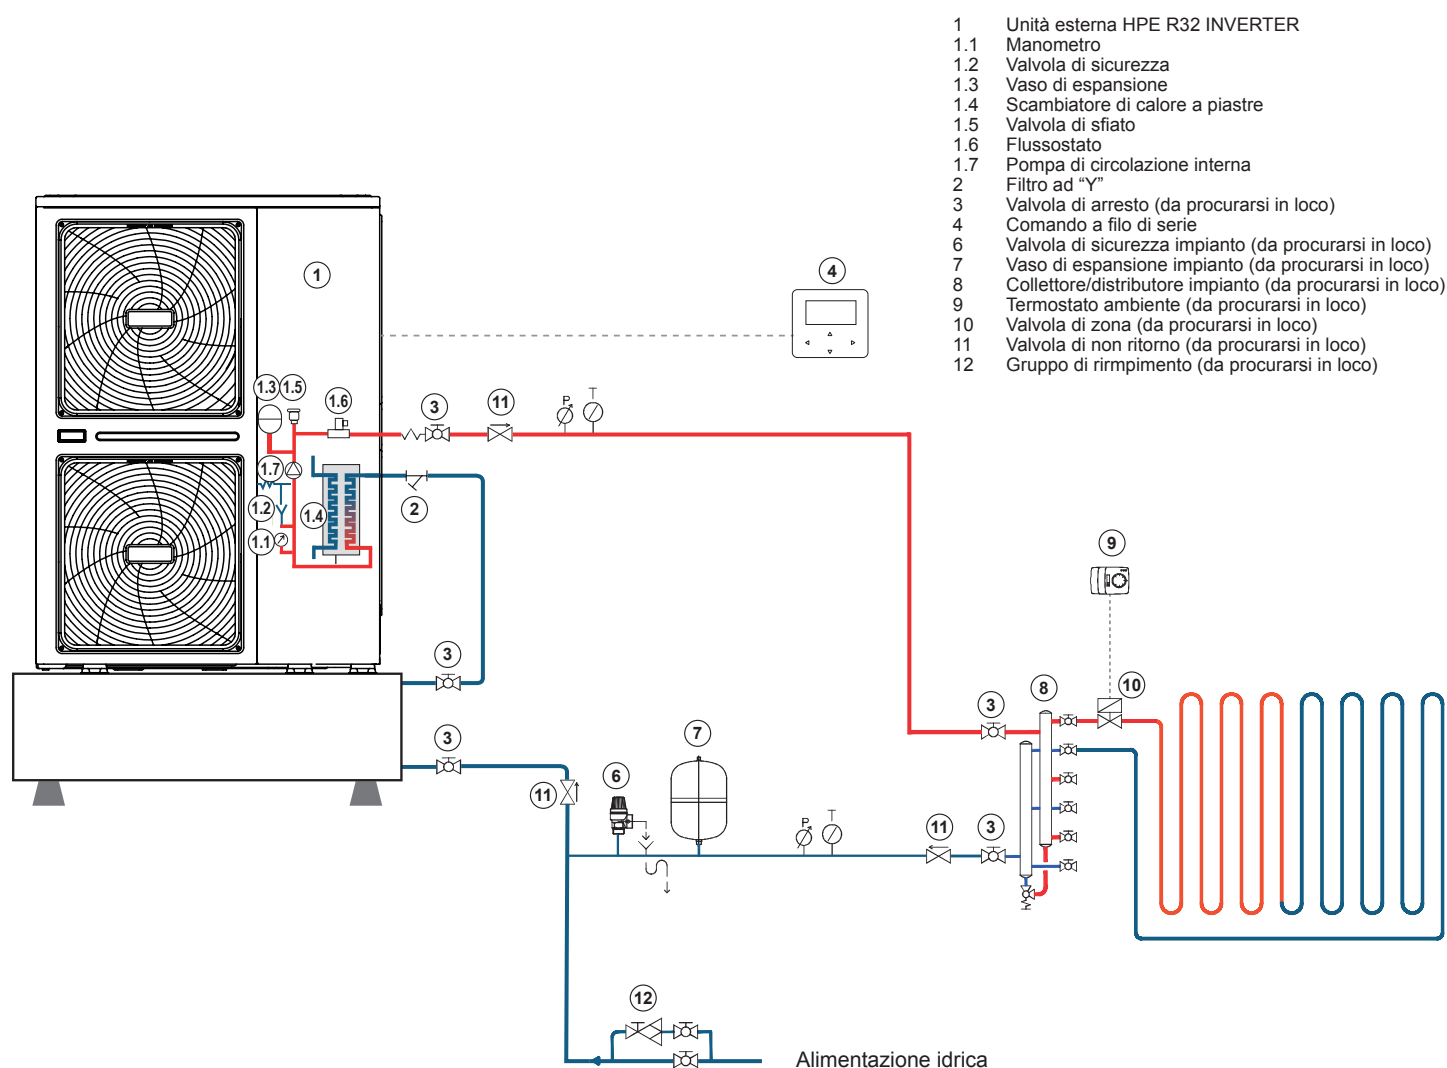 1 Unità esterna HPE R32 INVERTER
1.1 Manometro
1.2 Valvola di sicurezza
1.3 Vaso di espansione
1.4 Scambiatore di calore a piastre
1.5 Valvola di sfiato
1.6 Flussostato
1.7 Pompa di circolazione interna
2 Filtro ad “Y”
3 Valvola di arresto (da procurarsi in loco)
4 Comando a filo di serie
6 Valvola di sicurezza impianto (da procurarsi in loco)
7 Vaso di espansione impianto (da procurarsi in loco)
8 Collettore/distributore impianto (da procurarsi in loco)
9 Termostato ambiente (da procurarsi in loco)
10 Valvola di zona (da procurarsi in loco)
11 Valvola di non ritorno (da procurarsi in loco)
12 Gruppo di rirmpimento (da procurarsi in loco)
1
4
1.3 1.5
1.6
3
11
P
T
1.7
1.2
1.4
2
1.1
9
3
3
8
10
3
7
6
11
P
T
11
3
12
Alimentazione idrica